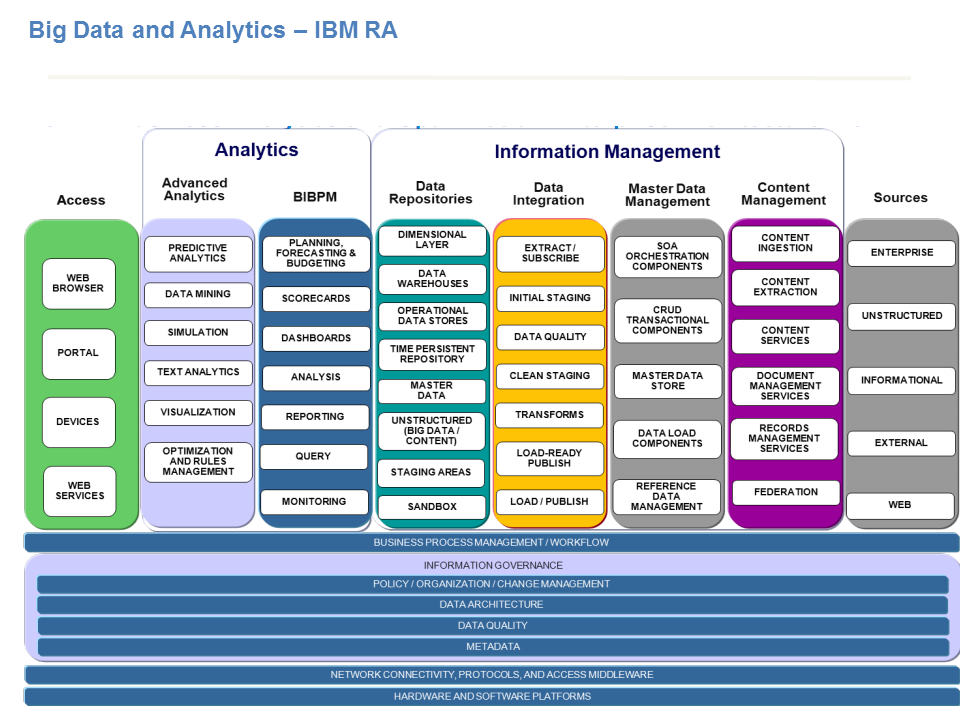 Big Data and Analytics – IBM RA
Analytics
Information Management
Access
Advanced
Analytics
BIBPM
Data
Repositories
Data
Integration
Master Data
Management
Content
Management
Sources
WEB
BROWSER
PORTAL
DEVICES
WEB
SERVICES
PREDICTIVE
ANALYTICS
DATA MINING
SIMULATION
TEXT ANALYTICS
VISUALIZATION
OPTIMIZATION
AND RULES
MANAGEMENT
PLANNING,
FORECASTING &
BUDGETING
SCORECARDS
DASHBOARDS
ANALYSIS
REPORTING
QUERY
MONITORING
DIMENSIONAL
LAYER
DATA
WAREHOUSES
OPERATIONAL
DATA STORES
TIME PERSISTENT
REPOSITORY
MASTER
DATA
UNSTRUCTURED
(BIG DATA /
CONTENT)
STAGING AREAS
SANDBOX
EXTRACT /
SUBSCRIBE
INITIAL STAGING
DATA QUALITY
CLEAN STAGING
TRANSFORMS
LOAD-READY
PUBLISH
LOAD / PUBLISH
SOA
ORCHESTRATION
COMPONENTS
CRUD
TRANSACTIONAL
COMPONENTS
MASTER DATA
STORE
DATA LOAD
COMPONENTS
REFERENCE
DATA
MANAGEMENT
CONTENT
INGESTION
CONTENT
EXTRACTION
CONTENT
SERVICES
DOCUMENT
MANAGEMENT
SERVICES
RECORDS
MANAGEMENT
SERVICES
FEDERATION
ENTERPRISE
UNSTRUCTURED
INFORMATIONAL
EXTERNAL
WEB
BUSINESS PROCESS MANAGEMENT / WORKFLOW
INFORMATION GOVERNANCE
POLICY / ORGANIZATION / CHANGE MANAGEMENT
DATA ARCHITECTURE
DATA QUALITY
METADATA
NETWORK CONNECTIVITY, PROTOCOLS, AND ACCESS MIDDLEWARE
HARDWARE AND SOFTWARE PLATFORMS